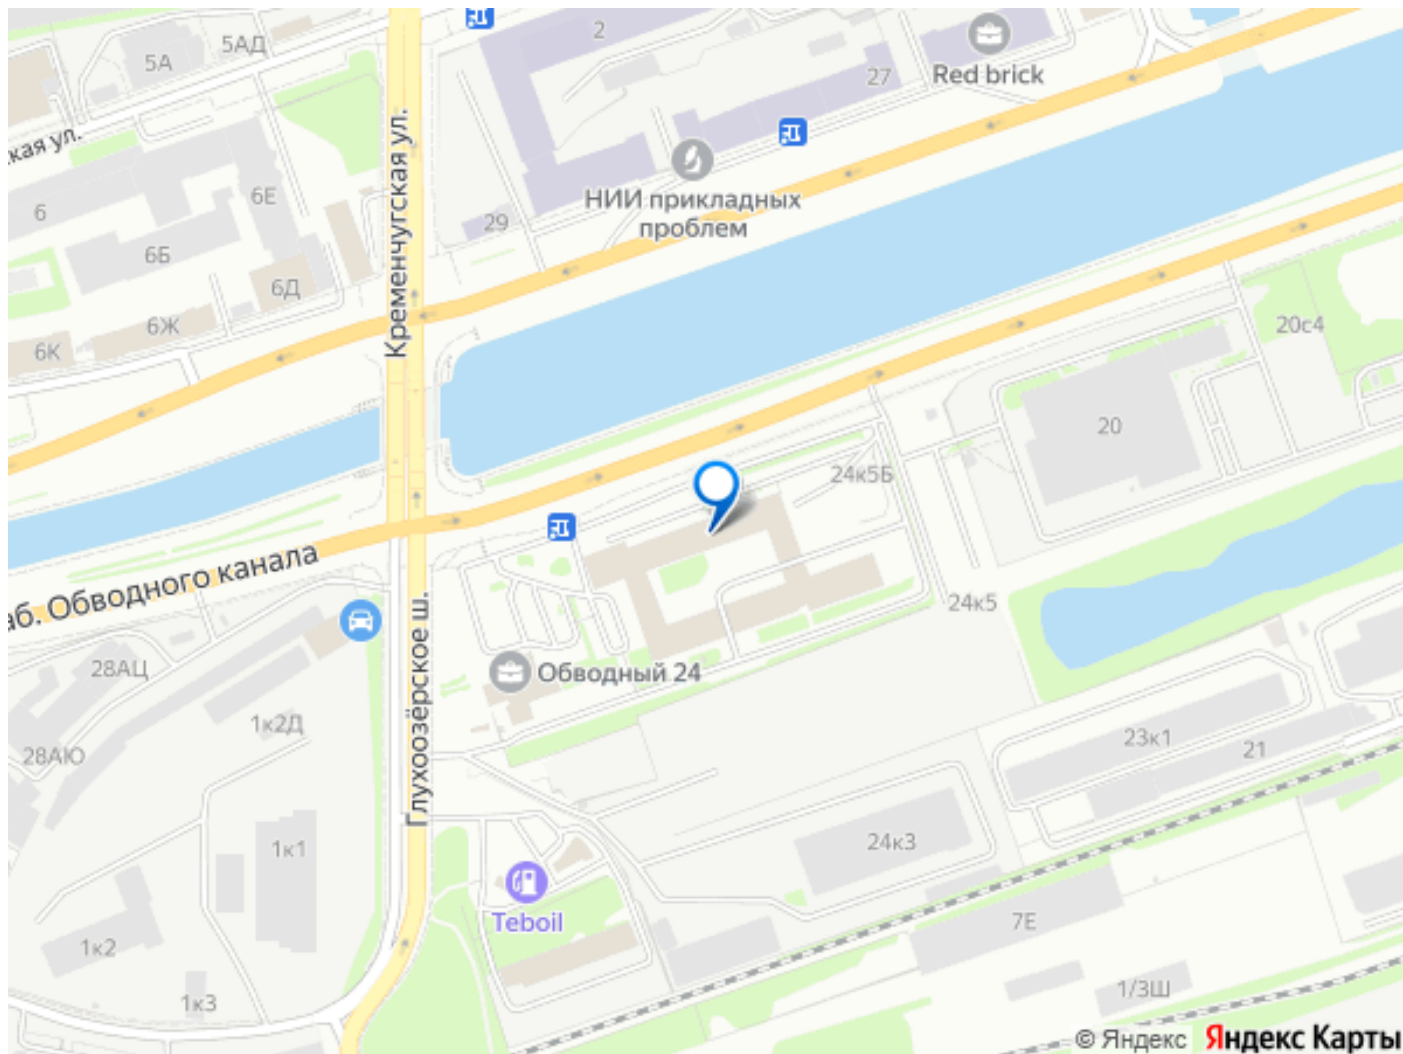 2
5АД
5А
27
Red brick
кая ул.
Кременчугская ул.
НИИ прикладных
проблем
29
6
6Е
6Б
6Д
6Ж
6К
20с4
20
24к5Б
аб. Обводного канала
24к5
28АЦ
Обводный 24
Глухоозёрское ш.
1к2Д
28АЮ
23к1
21
24к3
1к1
Teboil
7Е
1к2
1к3
1/3Ш
© Яндекс Яндекс Карты